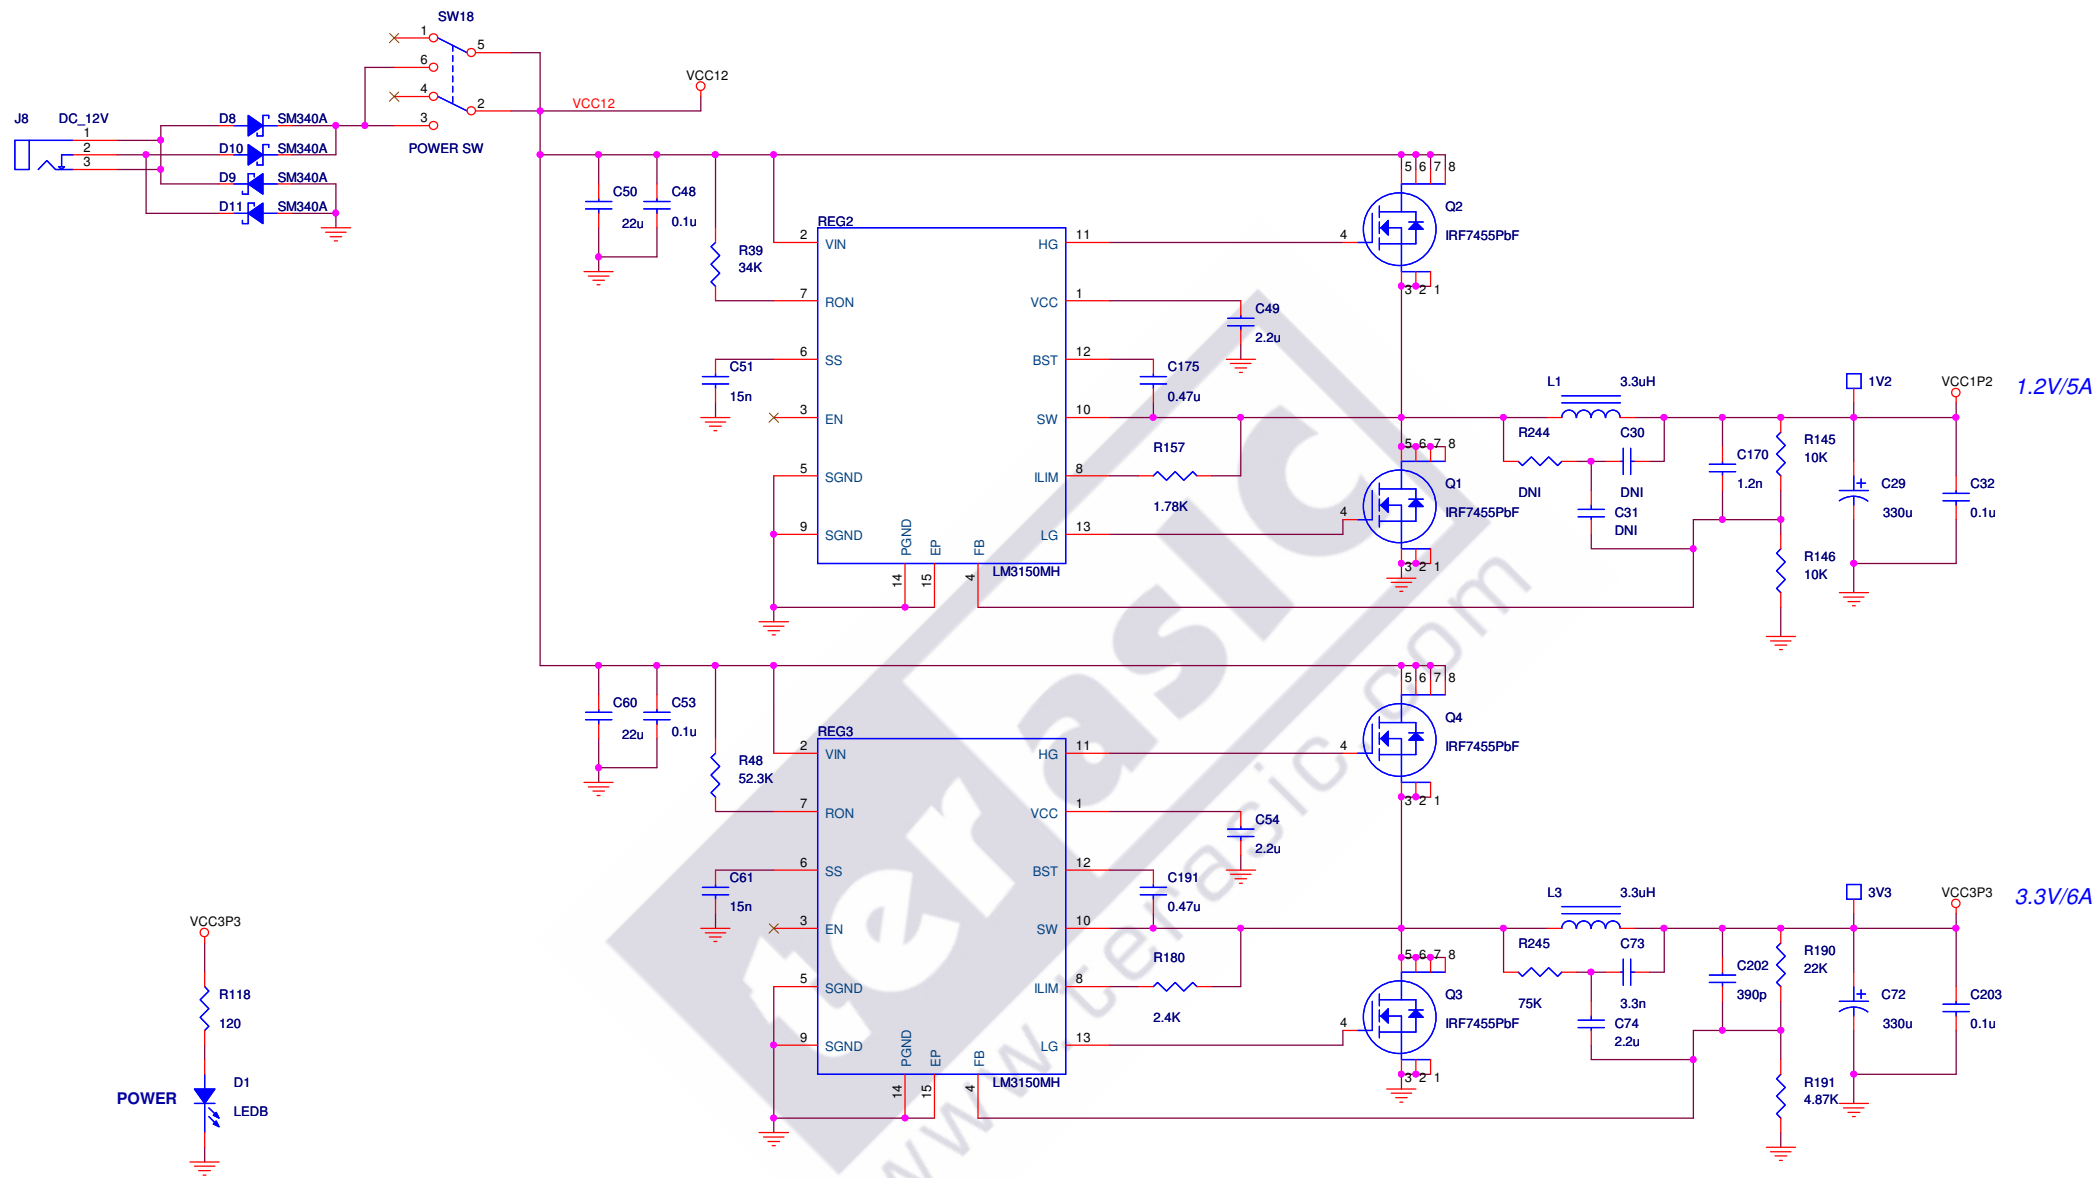 SW18
1
5
6
4
2
3
POWER SW
VCC12
VCC12
J8
DC_12V
1
2
3
D8
SM340A
D10
SM340A
D9
SM340A
D11
SM340A
C50
22u
C48
0.1u
R39
34K
C51
15n
REG2
2
VIN
7
RON
6
SS
3
EN
5
SGND
9
SGND
PGND
14
EP
15
FB
4
HG
11
VCC
1
BST
12
SW
10
ILIM
8
LG
13
LM3150MH
C49
2.2u
C175
0.47u
R157
1.78K
5 6 7 8
Q2
IRF7455PbF
4
3 2 1
5 6 7 8
Q1
IRF7455PbF
4
3 2 1
L1
3.3uH
R244
DNI
C30
DNI
C31
DNI
C170
1.2n
R145
10K
R146
10K
1V2
C29
330u
VCC1P2
C32
0.1u
1.2V/5A
C60
22u
C53
0.1u
R48
52.3K
C61
15n
REG3
2
VIN
7
RON
6
SS
3
EN
5
SGND
9
SGND
PGND
14
EP
15
FB
4
HG
11
VCC
1
BST
12
SW
10
ILIM
8
LG
13
LM3150MH
C54
2.2u
C191
0.47u
R180
2.4K
5 6 7 8
Q4
IRF7455PbF
4
3 2 1
5 6 7 8
Q3
IRF7455PbF
4
3 2 1
L3
3.3uH
R245
75K
C73
3.3n
C74
2.2u
C202
390p
R190
22K
R191
4.87K
3V3
C72
330u
VCC3P3
C203
0.1u
3.3V/6A
VCC3P3
R118
120
POWER
D1
LEDB
terasic
www.terasic.com